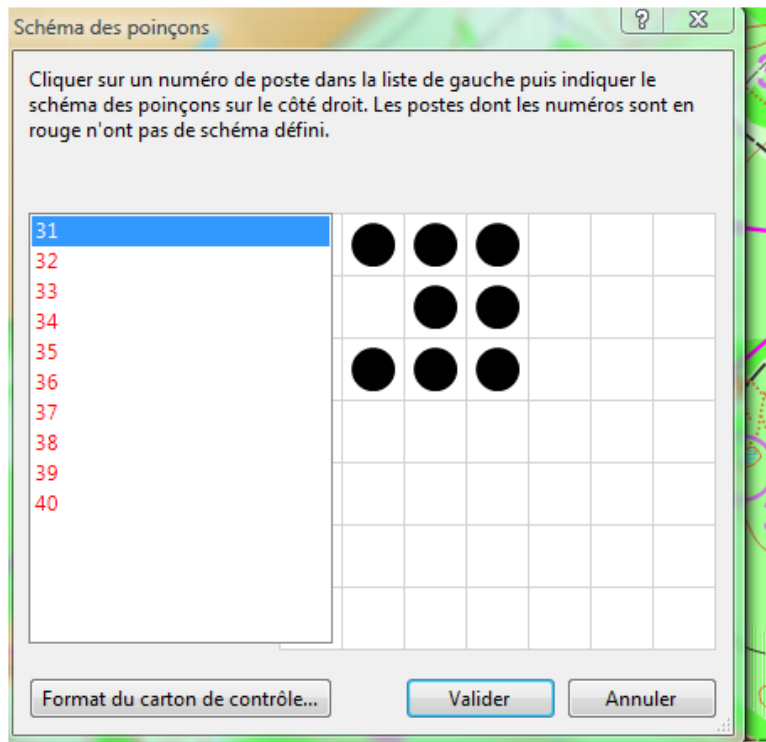 Schéma des poinçons
Cliquer sur un numéro de poste dans la liste de gauche puis indiquer le
schéma des poinçons sur le côté droit. Les postes dont les numéros sont en
rouge n'ont pas de schéma défini.
31
32
33
34
35
36
37
38
39
40
Format du carton de contrôle...
Valider
Annuler